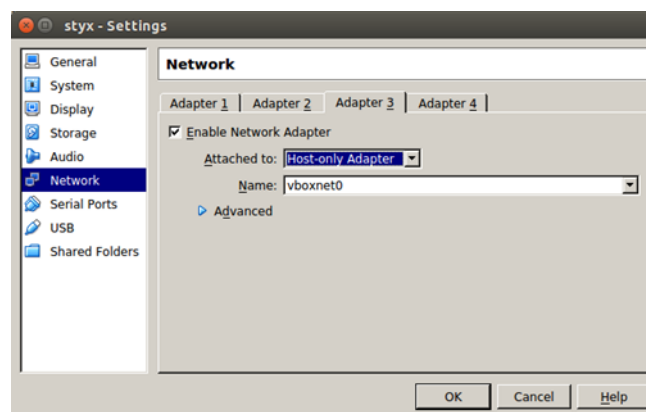 styx - Settings
General
System
Display
Storage
Audio
Network
Serial Ports
USB
Shared Folders
Network
Adapter 1 Adapter 2 Adapter 3 Adapter 4
Enable Network Adapter
Attached to: Host-only Adapter
Name: vboxnet0
Advanced
OK Cancel Help